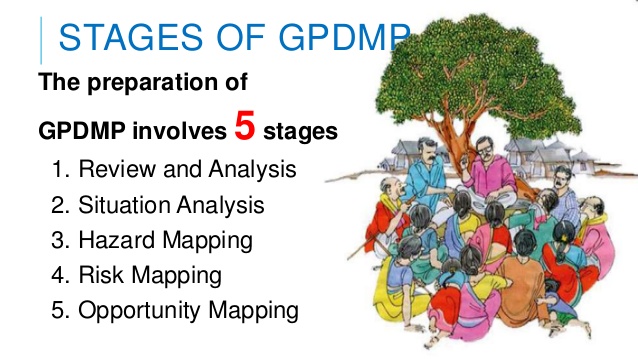 STAGES OF GPDMP
The preparation of
GPDMP involves 5 stages
1. Review and Analysis
2. Situation Analysis
3. Hazard Mapping
4. Risk Mapping
5. Opportunity Mapping